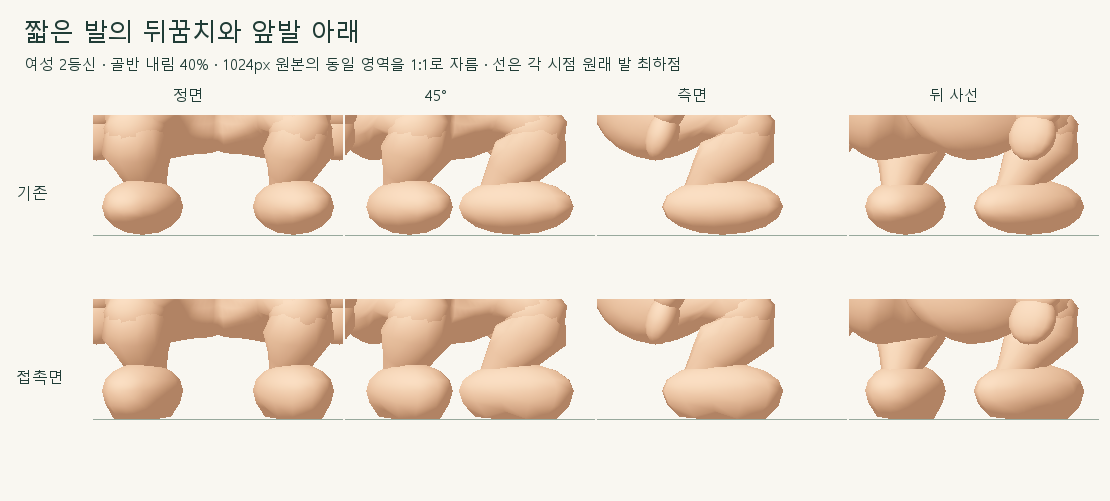 짧은 발의 뒤꿈치와 앞발 아래
여성 2등신 · 골반 내림 40% · 1024px 원본의 동일 영역을 1:1로 자름 · 선은 각 시점 원래 발 최하점
정면 45° 측면 뒤 사선
기존
접촉면